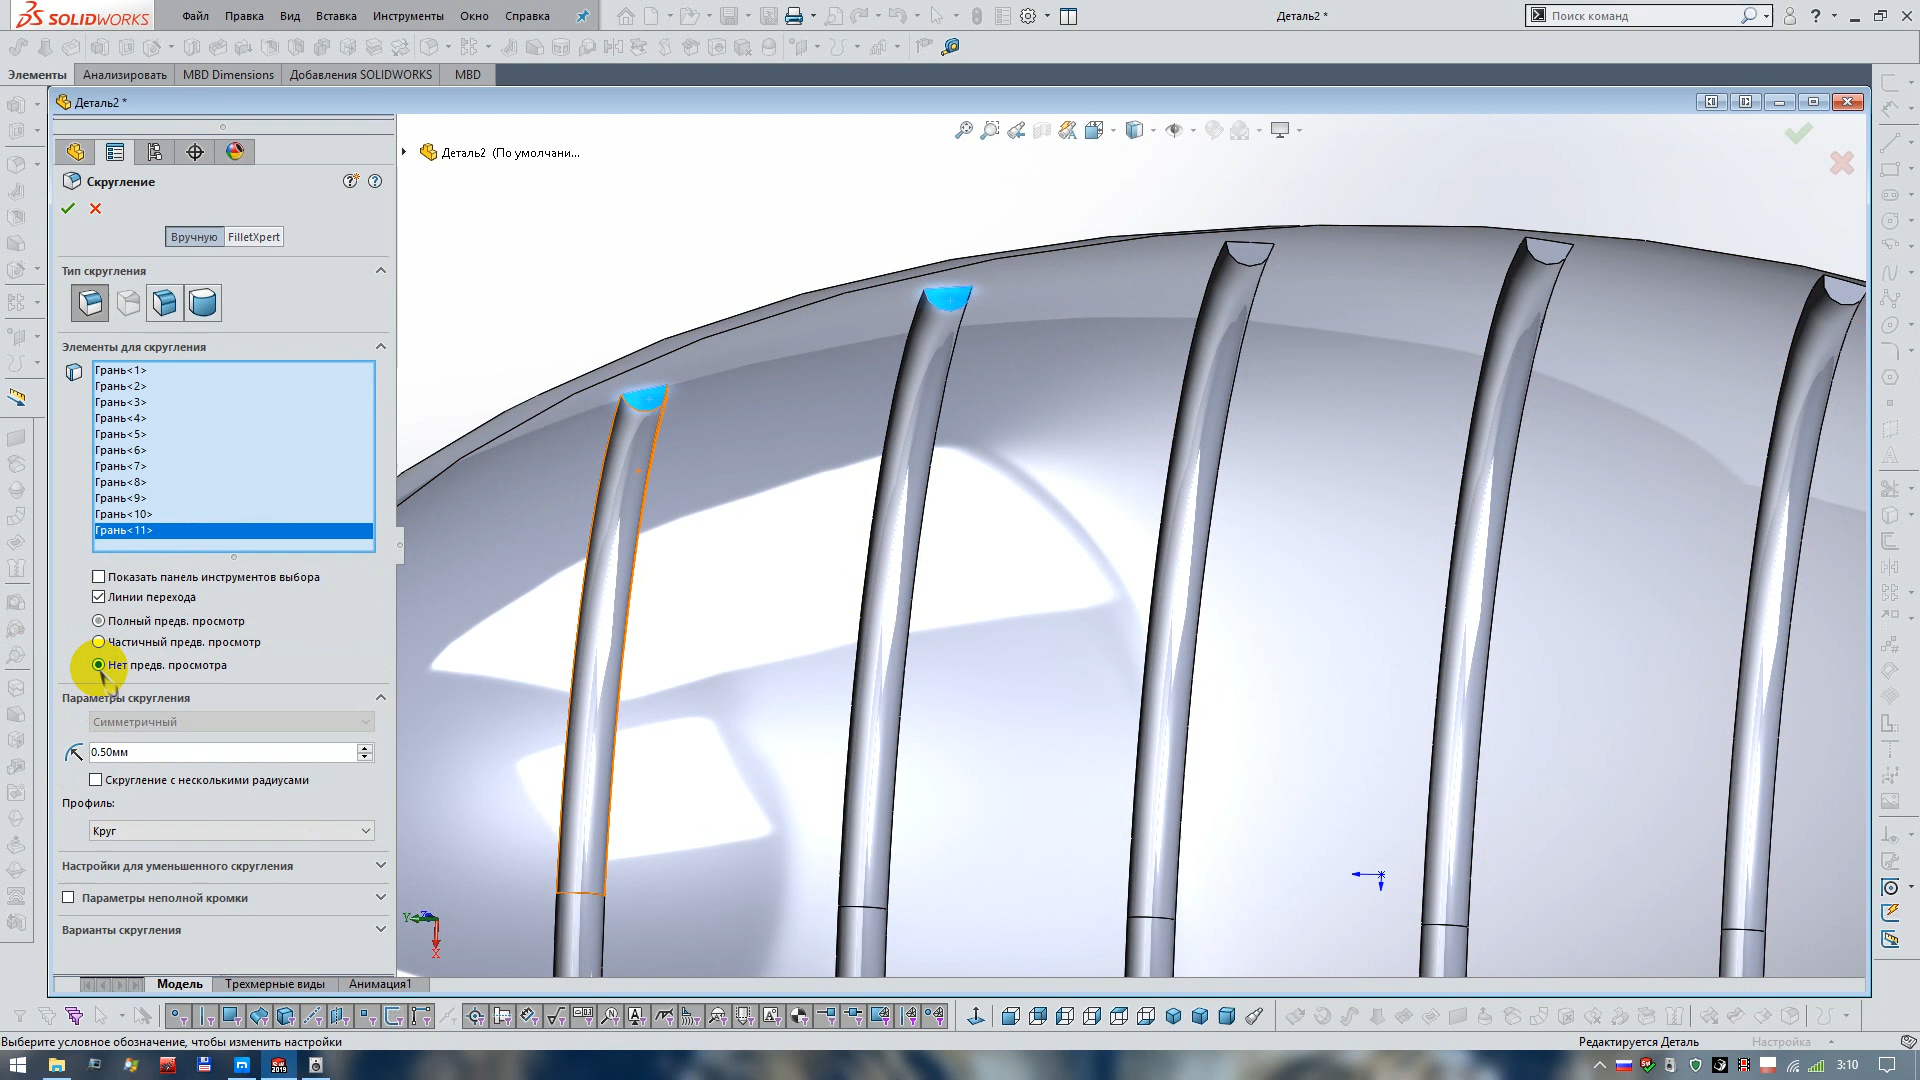 SOLIDWORKS Файл Правка Вид Вставка Инструменты Окно Справка Деталь2 * Поиск команд
Элементы Анализировать MBD Dimensions Добавления SOLIDWORKS MBD
Деталь2 *
Деталь2 (По умолчани...
Скругление
Вручную FilletXpert
Тип скругления
Элементы для скругления
Грань<1>
Грань<2>
Грань<3>
Грань<4>
Грань<5>
Грань<6>
Грань<7>
Грань<8>
Грань<9>
Грань<10>
Грань<11>
Показать панель инструментов выбора
Линии перехода
Полный предв. просмотр
Частичный предв. просмотр
Нет предв. просмотра
Параметры скругления
Симметричный
0.50мм
Скругление с несколькими радиусами
Профиль:
Круг
Настройки для уменьшенного скругления
Параметры неполной кромки
Варианты скругления
Y Z
X
Модель Трехмерные виды Анимация1
Выберите условное обозначение, чтобы изменить настройки Редактируется Деталь Настройка
3:10